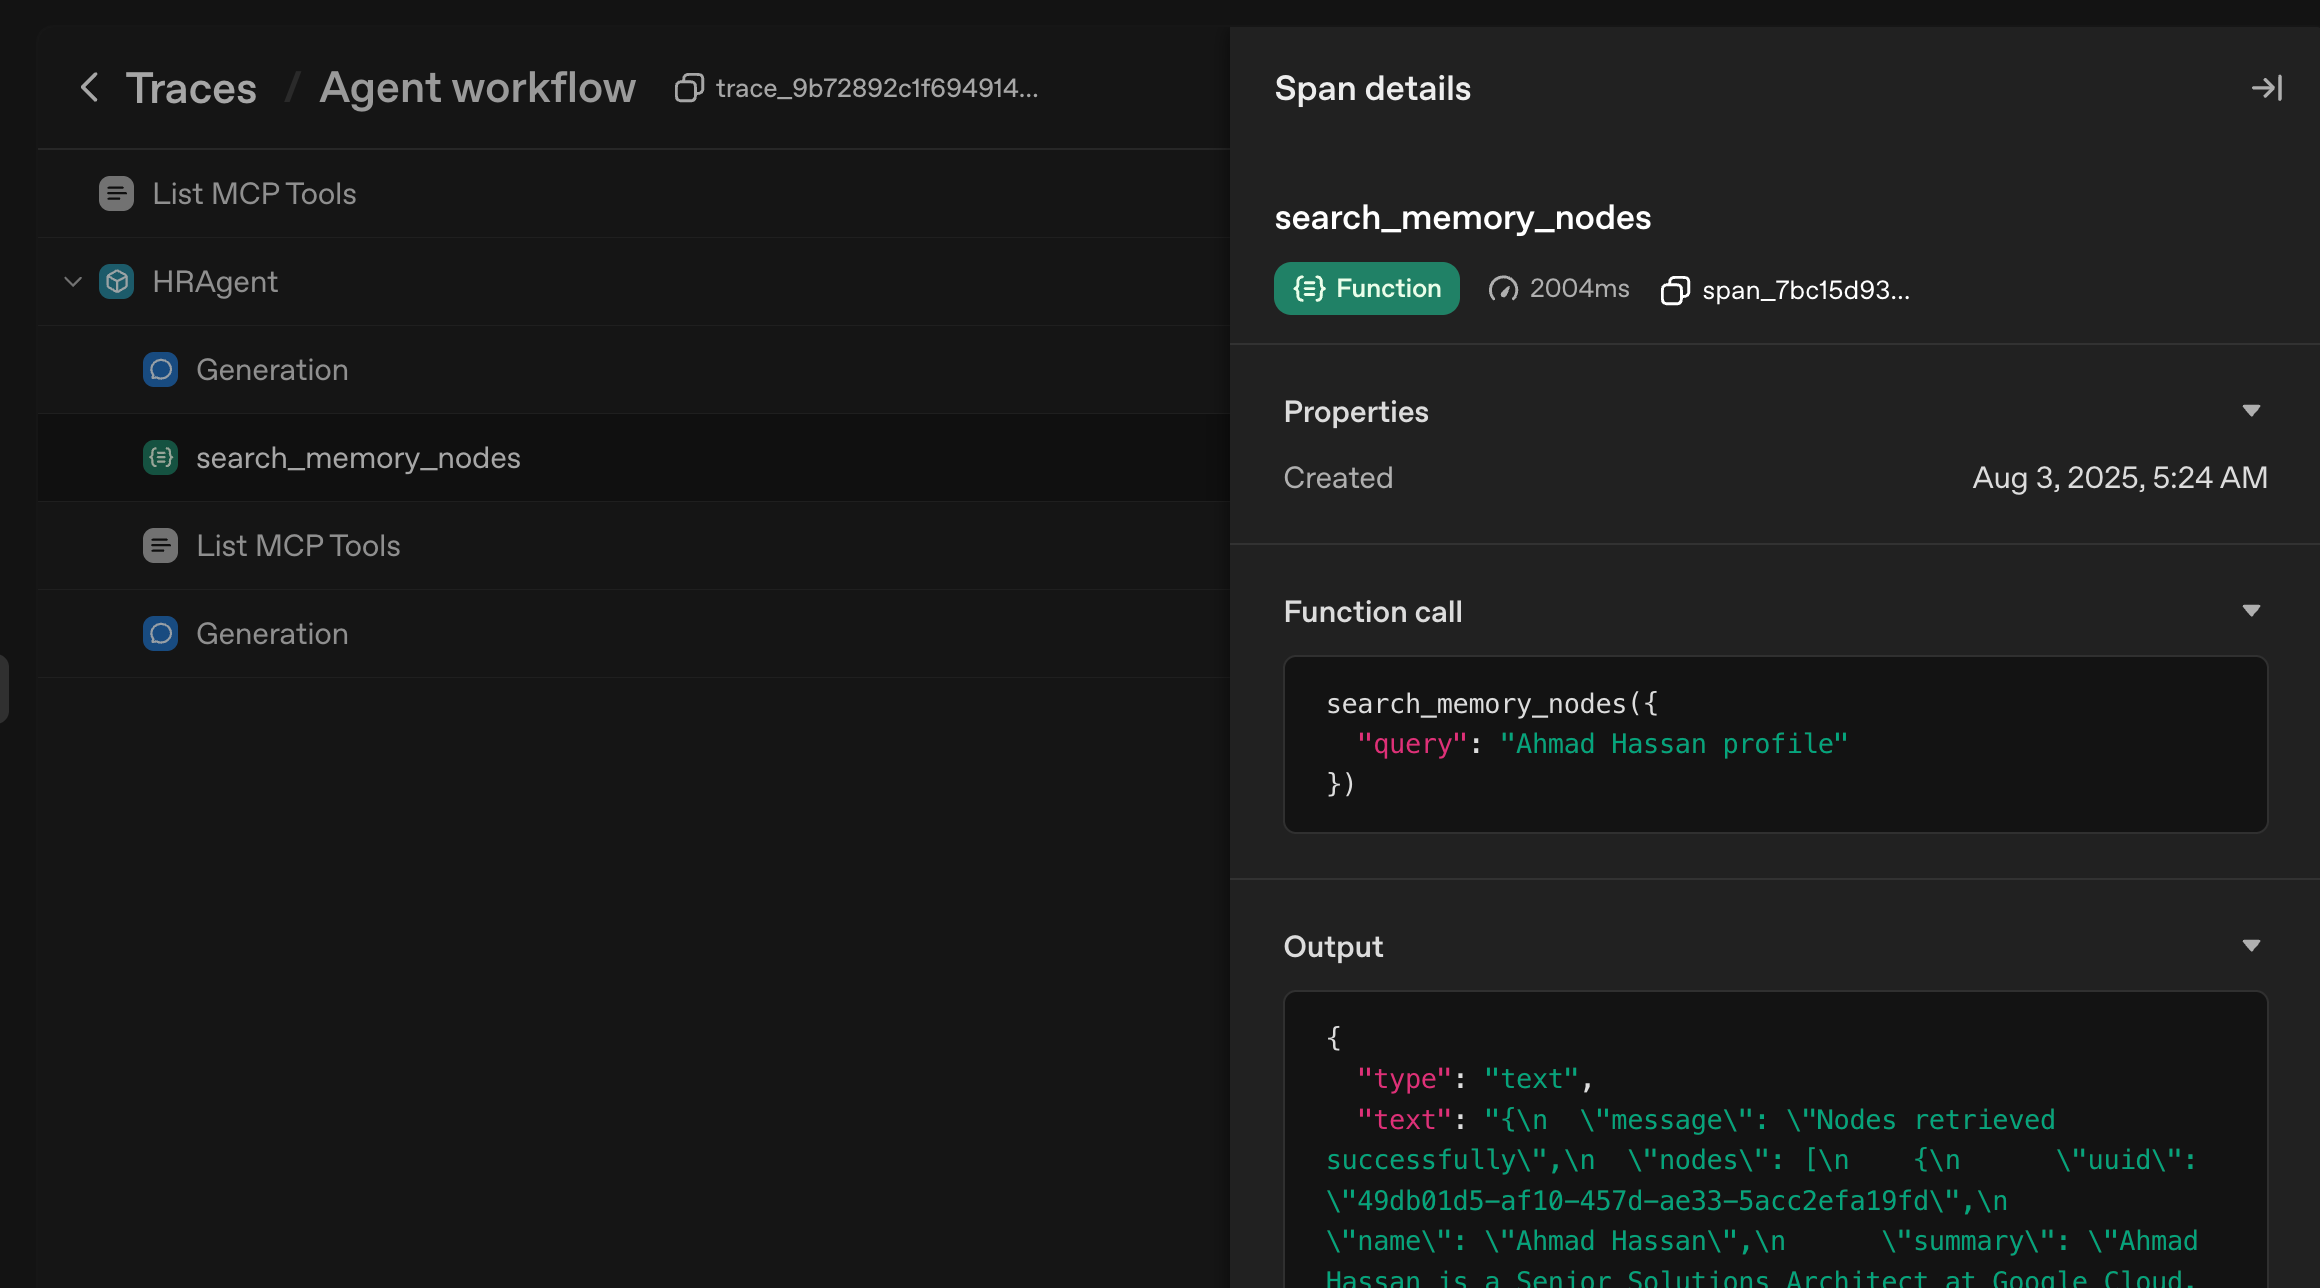 Traces / Agent workflow trace_9b72892c1f694914...
List MCP Tools
HRAgent
Generation
search_memory_nodes
List MCP Tools
Generation
Span details
search_memory_nodes
Function 2004ms span_7bc15d93...
Properties
Created Aug 3, 2025, 5:24 AM
Function call
search_memory_nodes({
  "query": "Ahmad Hassan profile"
})
Output
{
  "type": "text",
  "text": "{\n  \"message\": \"Nodes retrieved
successfully\",\n  \"nodes\": [\n    {\n      \"uuid\":
\"49db01d5-af10-457d-ae33-5acc2efa19fd\",\n
\"name\": \"Ahmad Hassan\",\n      \"summary\": \"Ahmad
Hassan is a Senior Solutions Architect at Google Cloud.